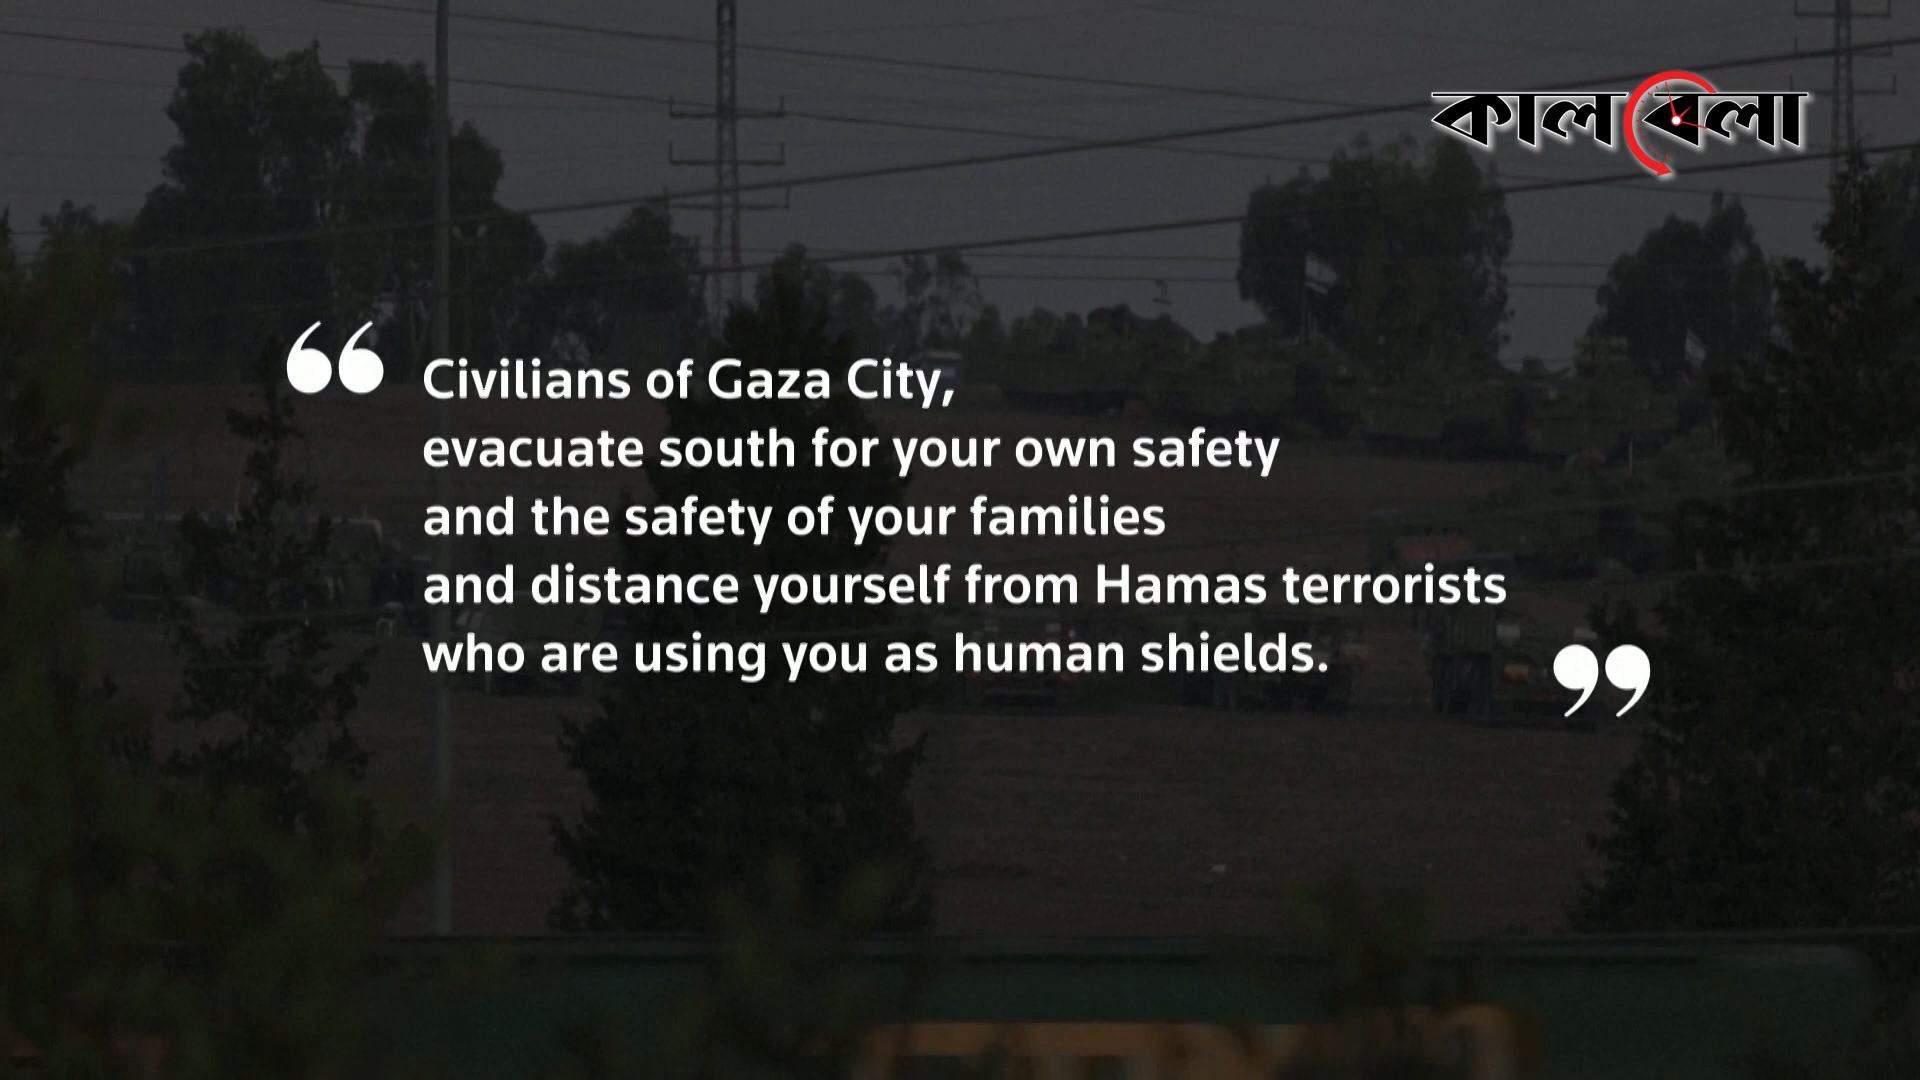 কালবেলা
“Civilians of Gaza City,
evacuate south for your own safety
and the safety of your families
and distance yourself from Hamas terrorists
who are using you as human shields.”